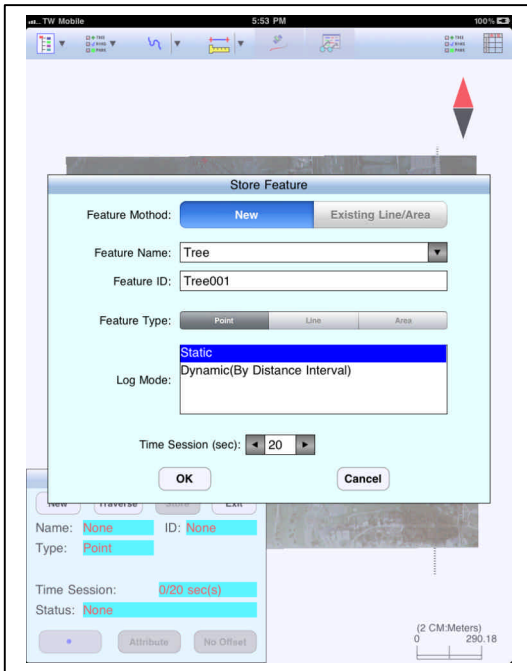 TW Mobile 5:53 PM 100%
Store Feature
Feature Method: New Existing Line/Area
Feature Name: Tree
Feature ID: Tree001
Feature Type: Point Line Area
Log Mode: Static
Dynamic(By Distance Interval)
Time Session (sec): 20
OK Cancel
New Traverse Store Exit
Name: None ID: None
Type: Point
Time Session: 0/20 sec(s)
Status: None
Attribute No Offset
(2 CM:Meters)
0 290.18